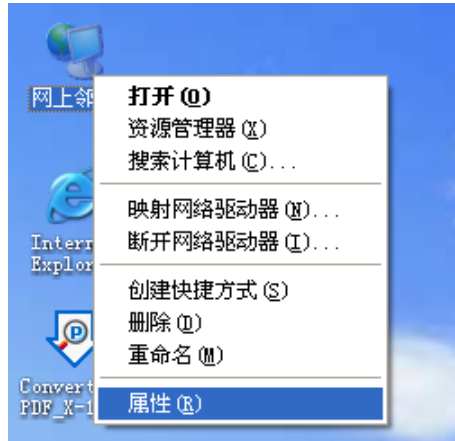 网上邻
打开(O)
资源管理器(X)
搜索计算机(C)...
映射网络驱动器(N)...
断开网络驱动器(I)...
Intern
Explor
创建快捷方式(S)
删除(D)
重命名(M)
P
Convert
PDF_X-1
属性(R)